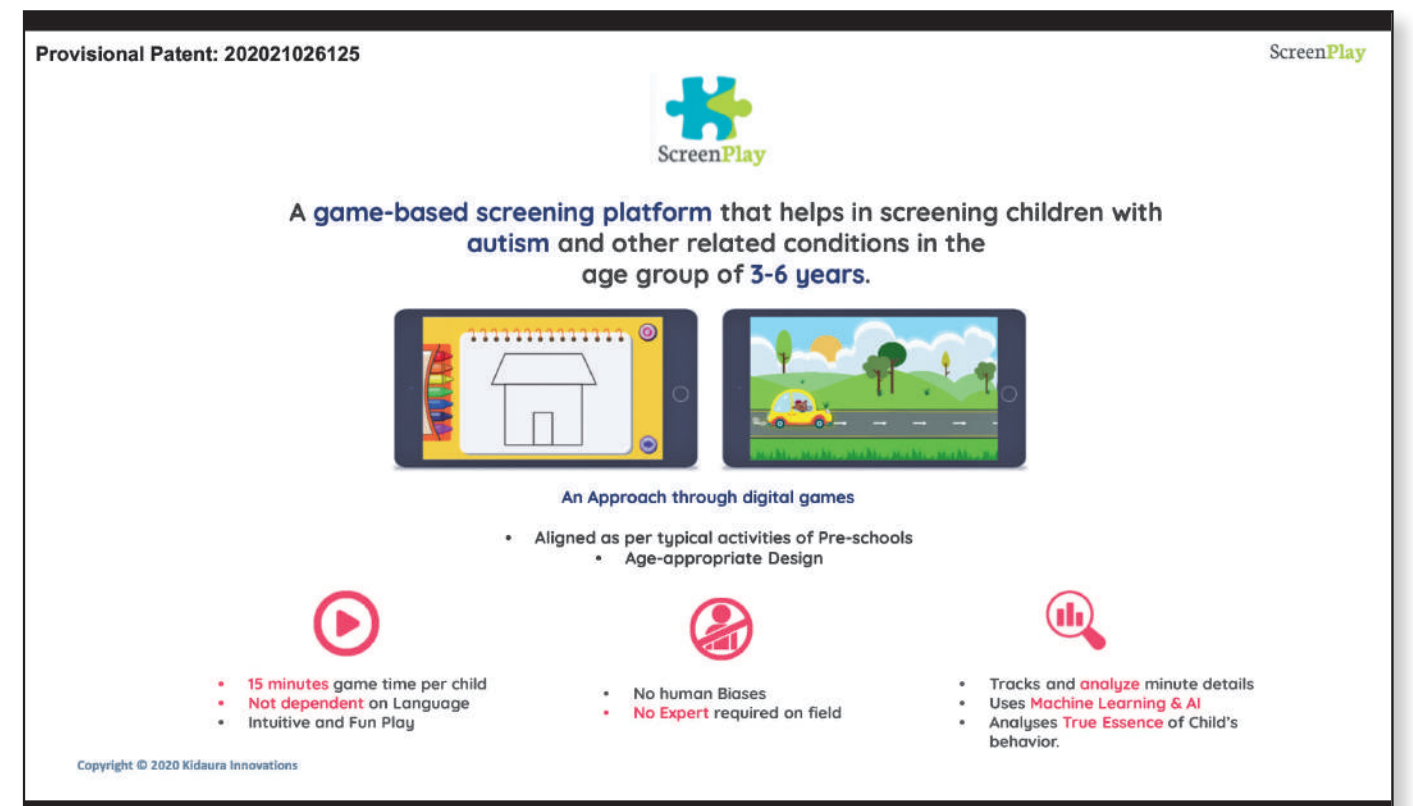 Provisional Patent: 202021026125
ScreenPlay
ScreenPlay
A game-based screening platform that helps in screening children with
autism and other related conditions in the
age group of 3-6 years.
An Approach through digital games
• Aligned as per typical activities of Pre-schools
• Age-appropriate Design
• 15 minutes game time per child
• Not dependent on Language
• Intuitive and Fun Play
• No human Biases
• No Expert required on field
• Tracks and analyze minute details
• Uses Machine Learning & AI
• Analyses True Essence of Child's
behavior.
Copyright © 2020 Kidaura Innovations